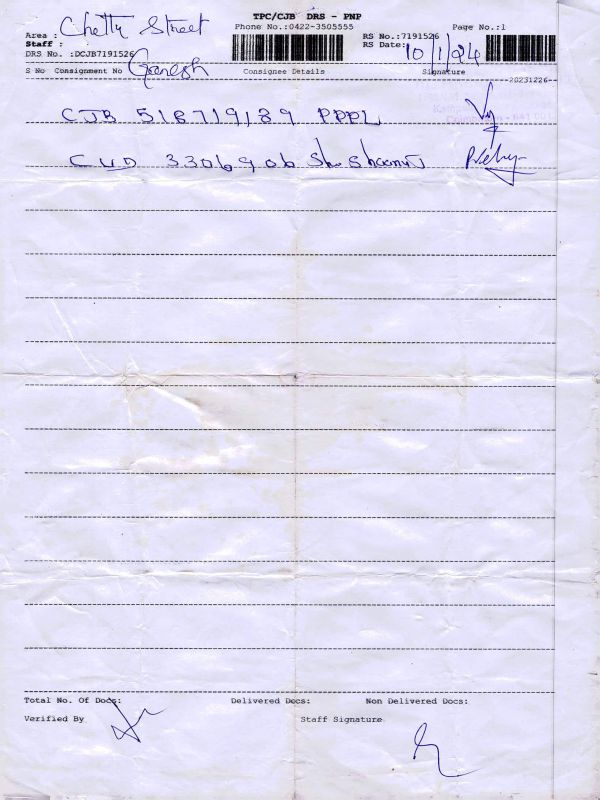 TPC/CJB DRS - PNP
Phone No.:0422-3505555
Page No.:1
Area : Chetty Street
RS No.:7191526
Staff :
RS Date: 10/1/24
DRS No. :DCJB7191526
Ganesh
S No Consignment No Consignee Details Signature
20231226
CJB 518719189 PPPL
CUD 3306906
Total No. Of Docs: Delivered Docs: Non Delivered Docs:
Verified By Staff Signature